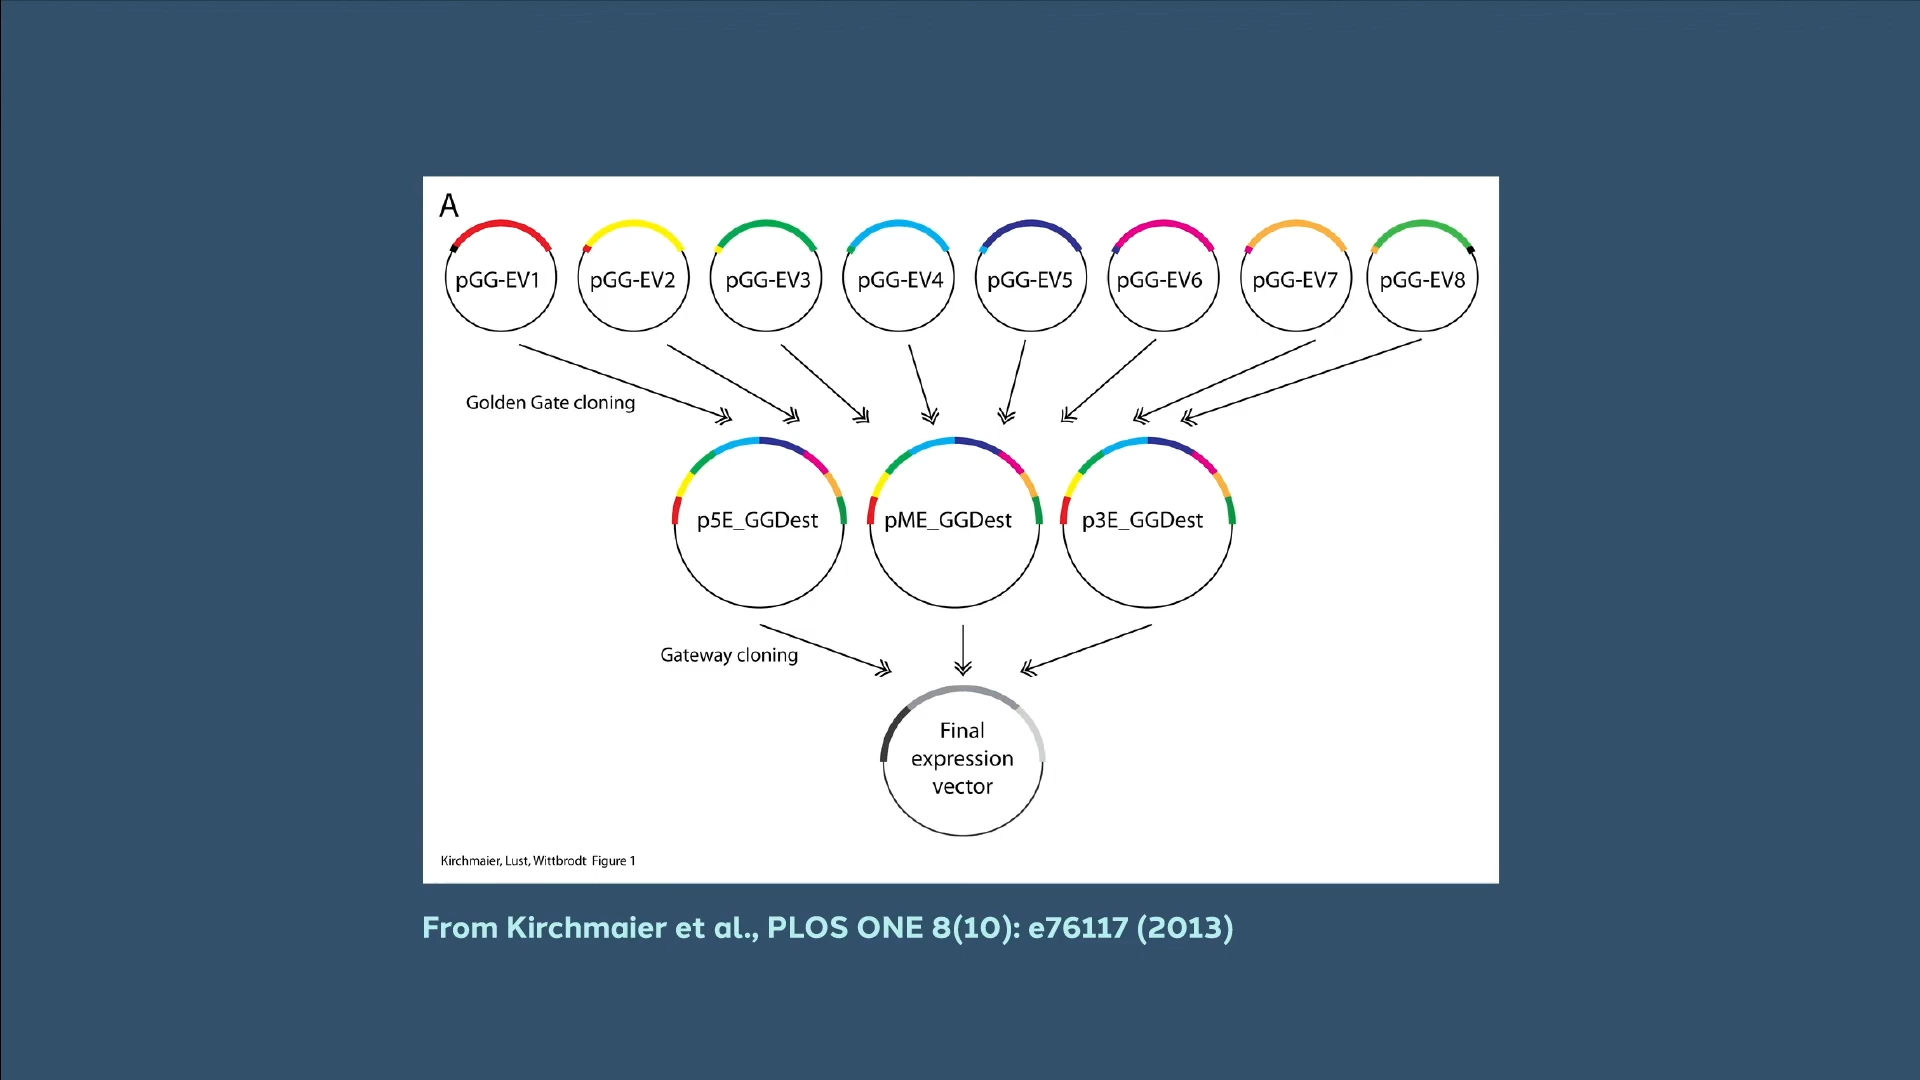 A
pGG-EV1
pGG-EV2
pGG-EV3
pGG-EV4
pGG-EV5
pGG-EV6
pGG-EV7
pGG-EV8
Golden Gate cloning
p5E_GGDest
pME_GGDest
p3E_GGDest
Gateway cloning
Final
expression
vector
Kirchmaier, Lust, Wittbrodt Figure 1
From Kirchmaier et al., PLOS ONE 8(10): e76117 (2013)